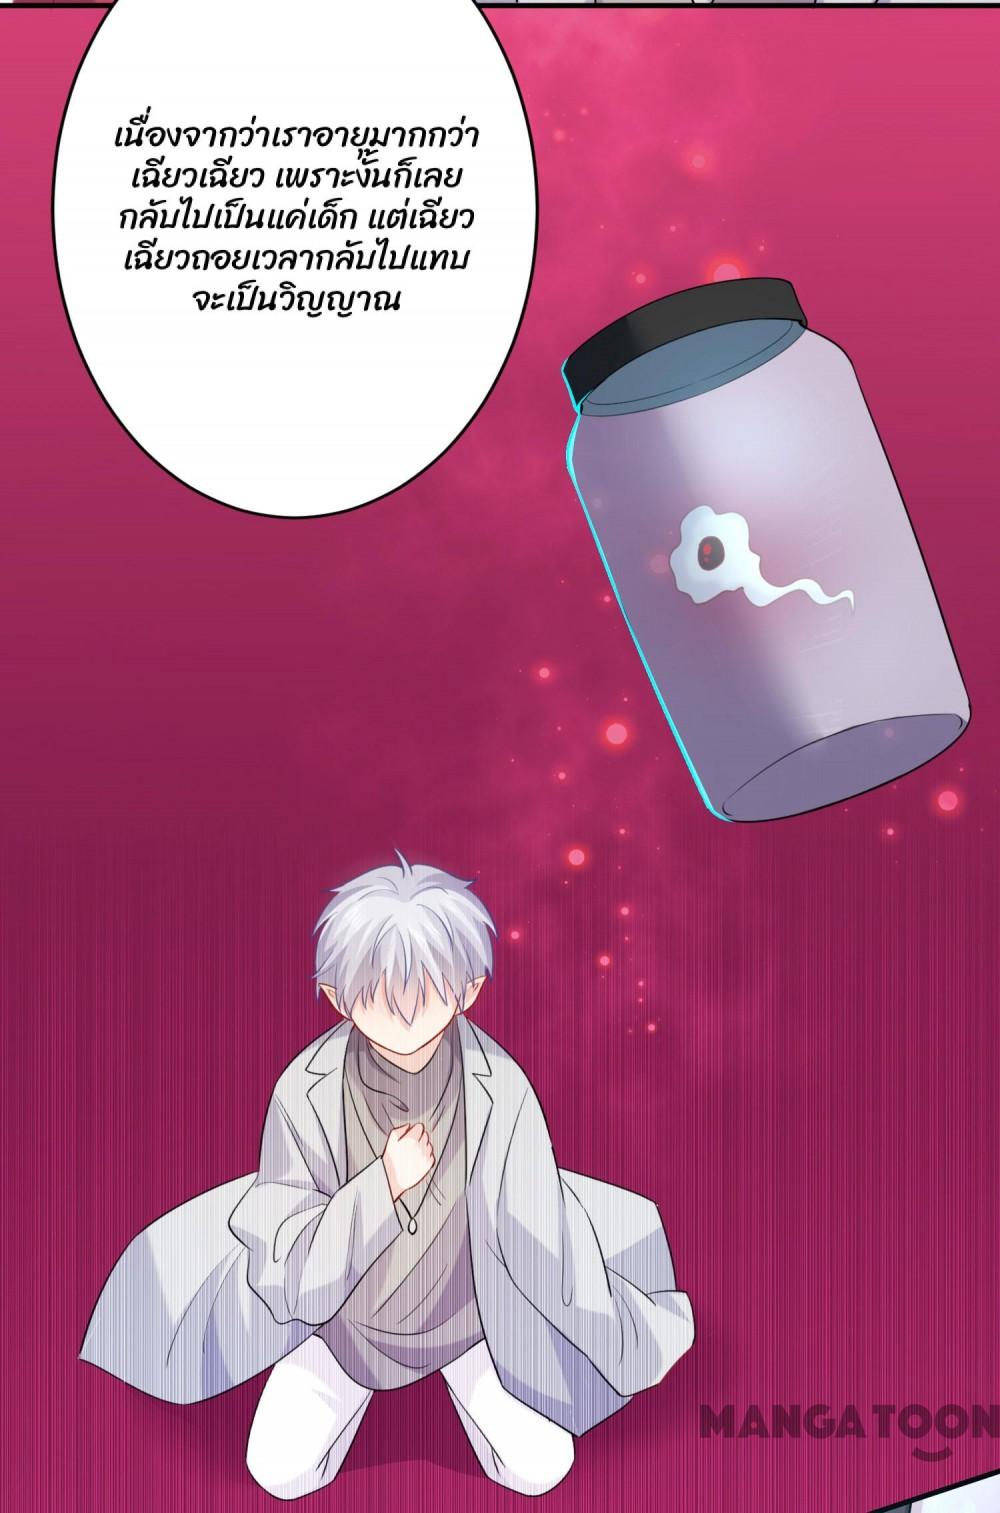 เนื่องจากว่าเราอายุมากกว่า
เฉียวเฉียว เพราะงั้นก็เลย
กลับไปเป็นแค่เด็ก แต่เฉียว
เฉียวถอยเวลากลับไปแทบ
จะเป็นวิญญาณ
MANGATOON